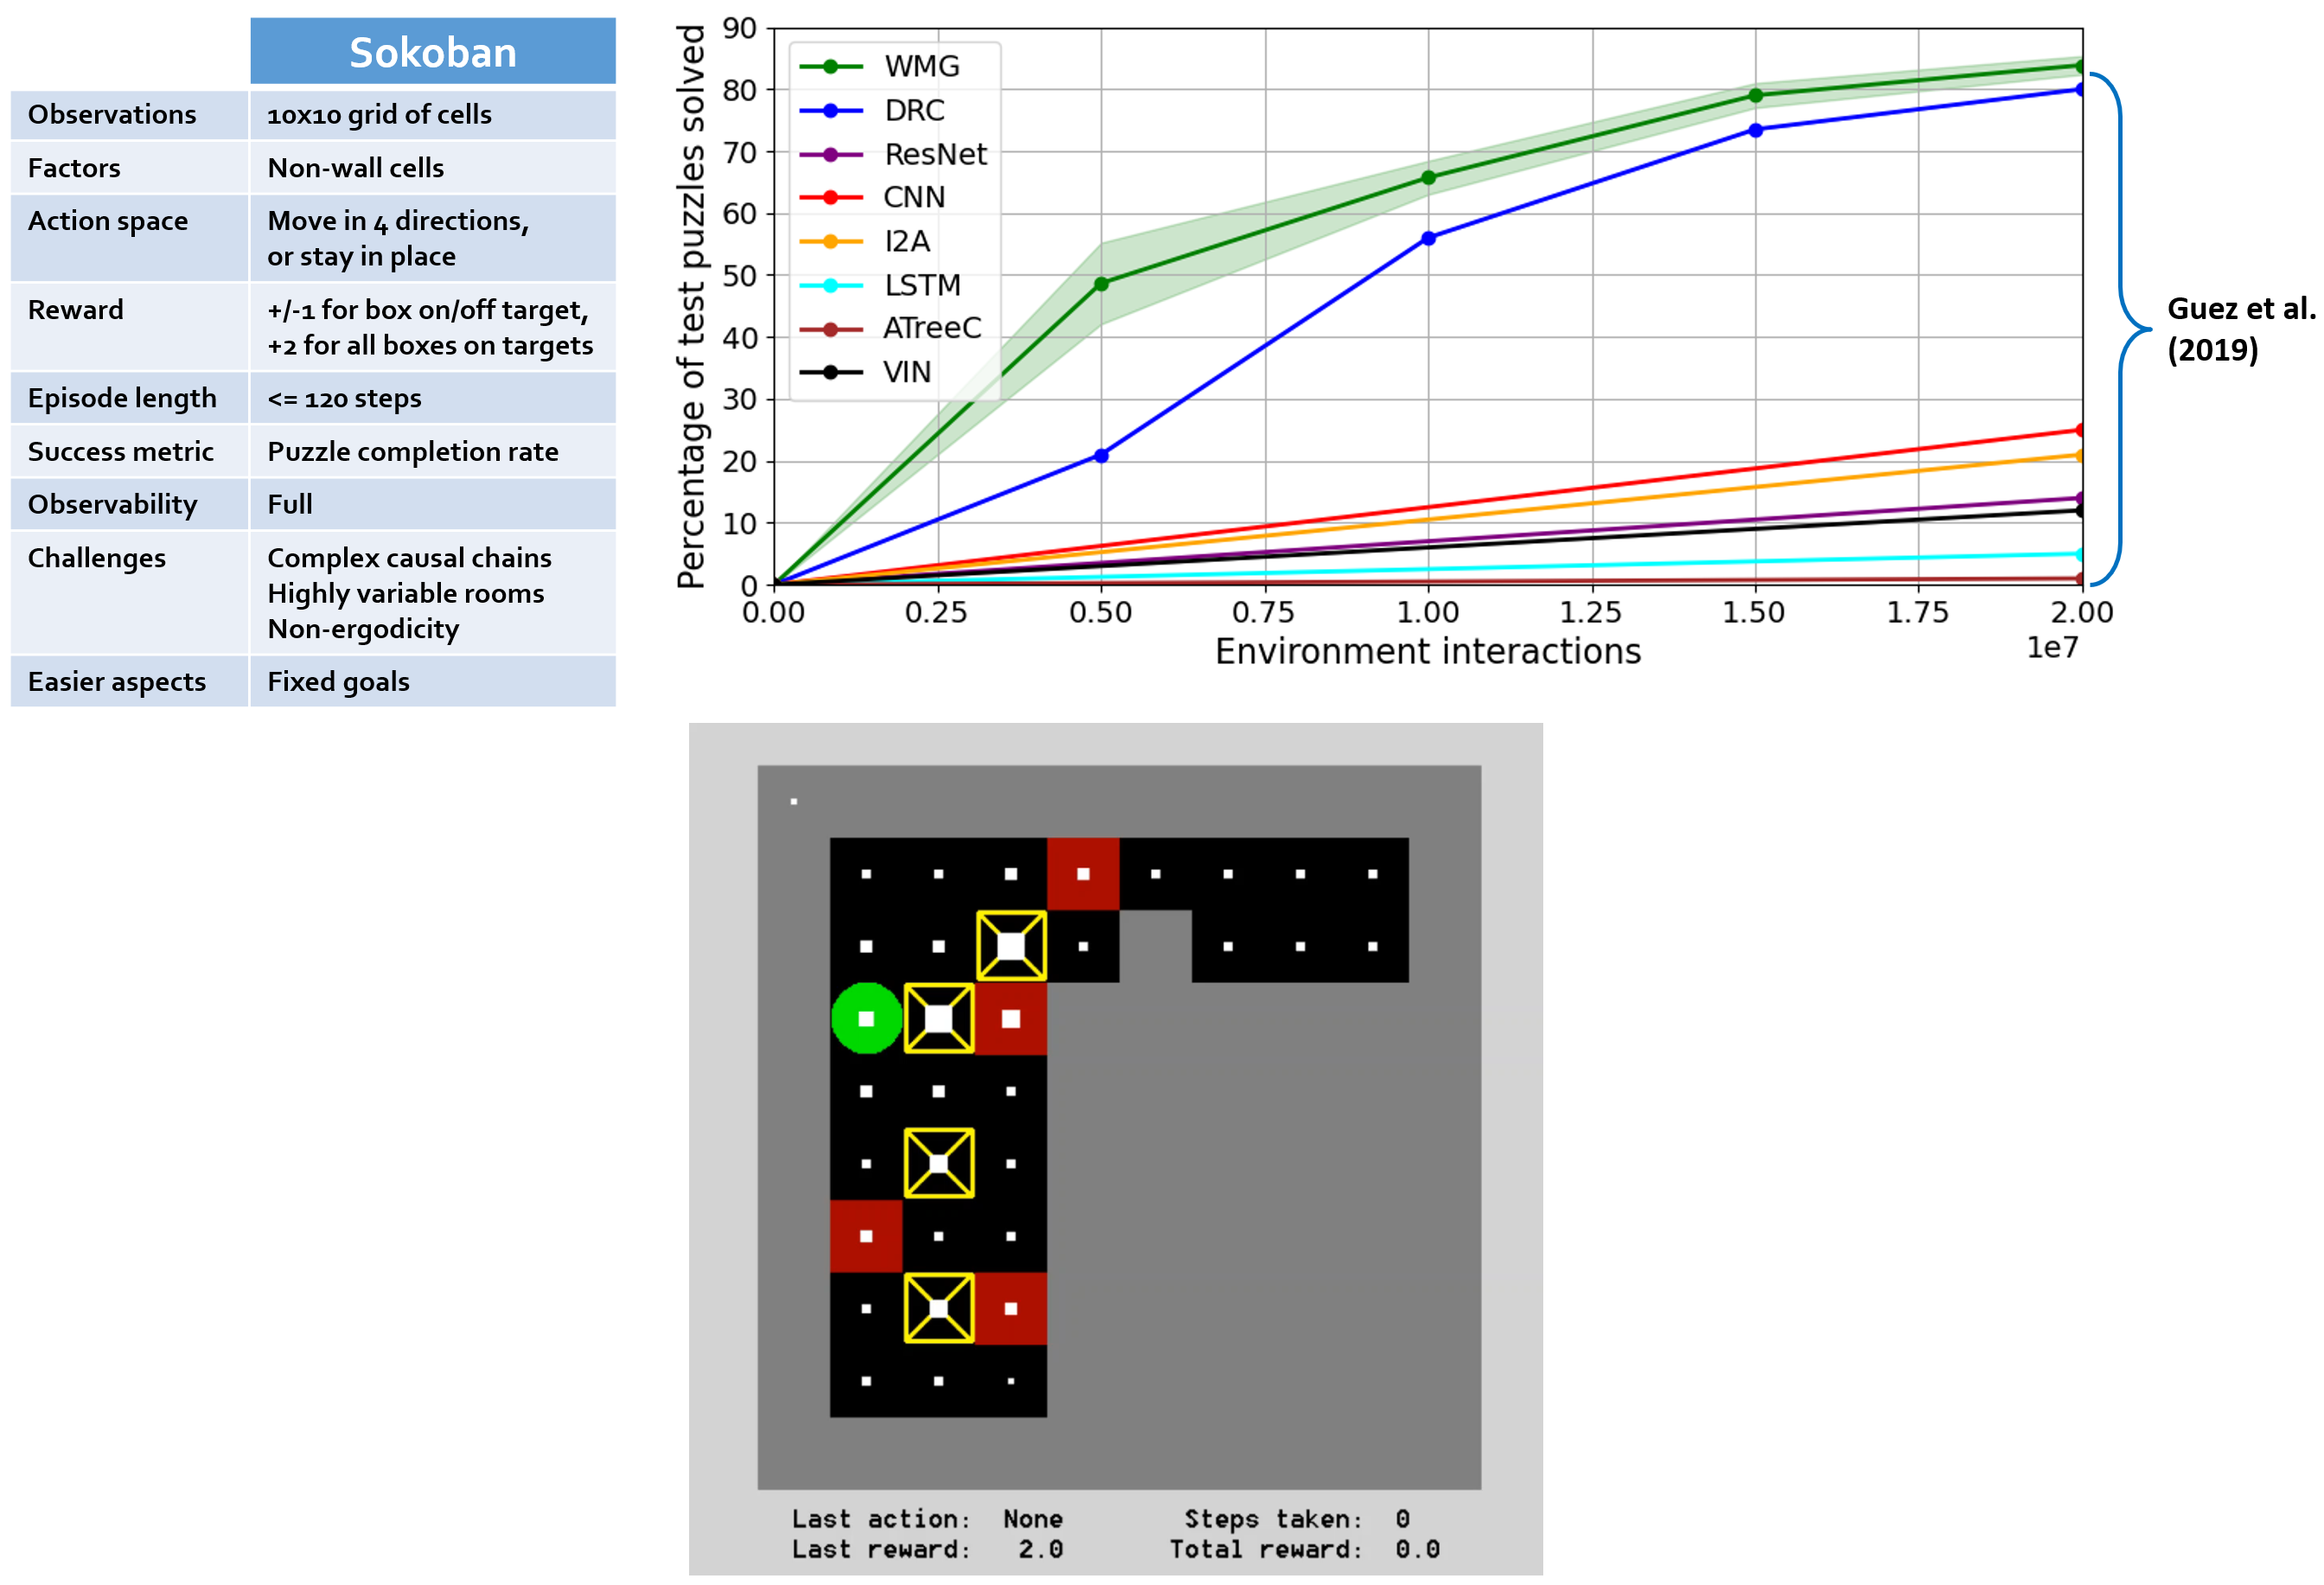 Sokoban
Observations 10x10 grid of cells
Factors Non-wall cells
Action space Move in 4 directions,
or stay in place
Reward +/-1 for box on/off target,
+2 for all boxes on targets
Episode length <= 120 steps
Success metric Puzzle completion rate
Observability Full
Challenges Complex causal chains
Highly variable rooms
Non-ergodicity
Easier aspects Fixed goals
Percentage of test puzzles solved
90
80
70
60
50
40
30
20
10
0
WMG
DRC
ResNet
CNN
I2A
LSTM
ATreeC
VIN
0.00 0.25 0.50 0.75 1.00 1.25 1.50 1.75 2.00
1e7
Environment interactions
Guez et al.
(2019)
Last action: None Steps taken: 0
Last reward: 2.0 Total reward: 0.0